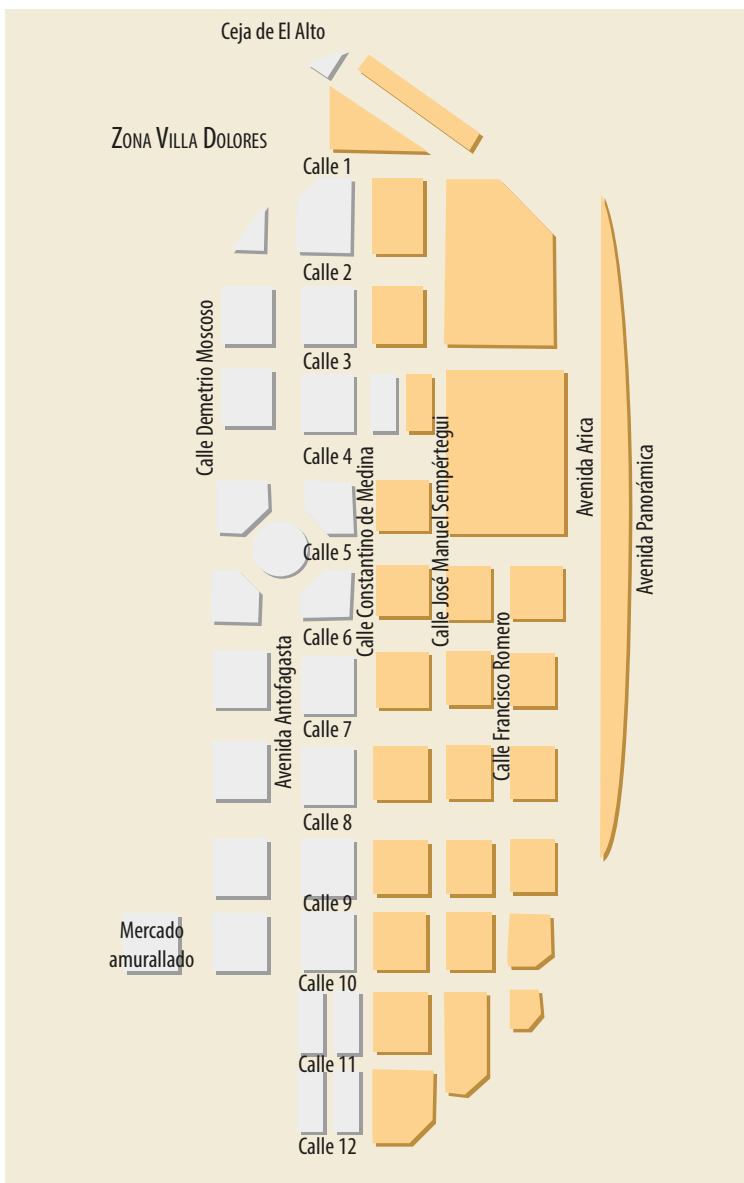 Ceja de El Alto
ZONA VILLA DOLORES
Calle 1
Calle 2
Calle Demetrio Moscoso
Calle 3
Calle 4
Calle Constantino de Medina
Calle José Manuel Sempértegui
Avenida Arica
Avenida Panorámica
Calle 5
Calle 6
Avenida Antofagasta
Calle Francisco Romero
Calle 7
Calle 8
Calle 9
Mercado
amurallado
Calle 10
Calle 11
Calle 12